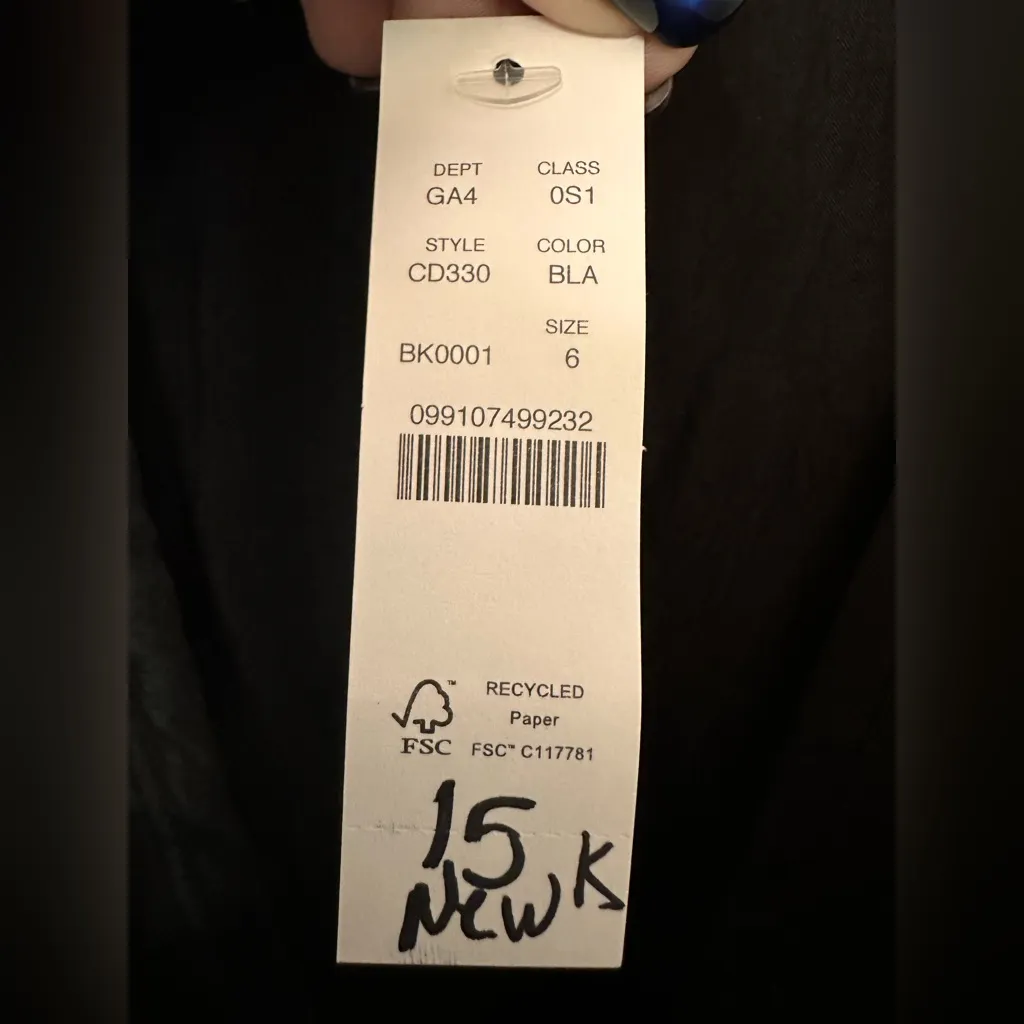 DEPT CLASS
GA4 0S1
STYLE COLOR
CD330 BLA
SIZE
BK0001 6
099107499232
RECYCLED
Paper
FSC™ C117781
™
FSC
15
New K